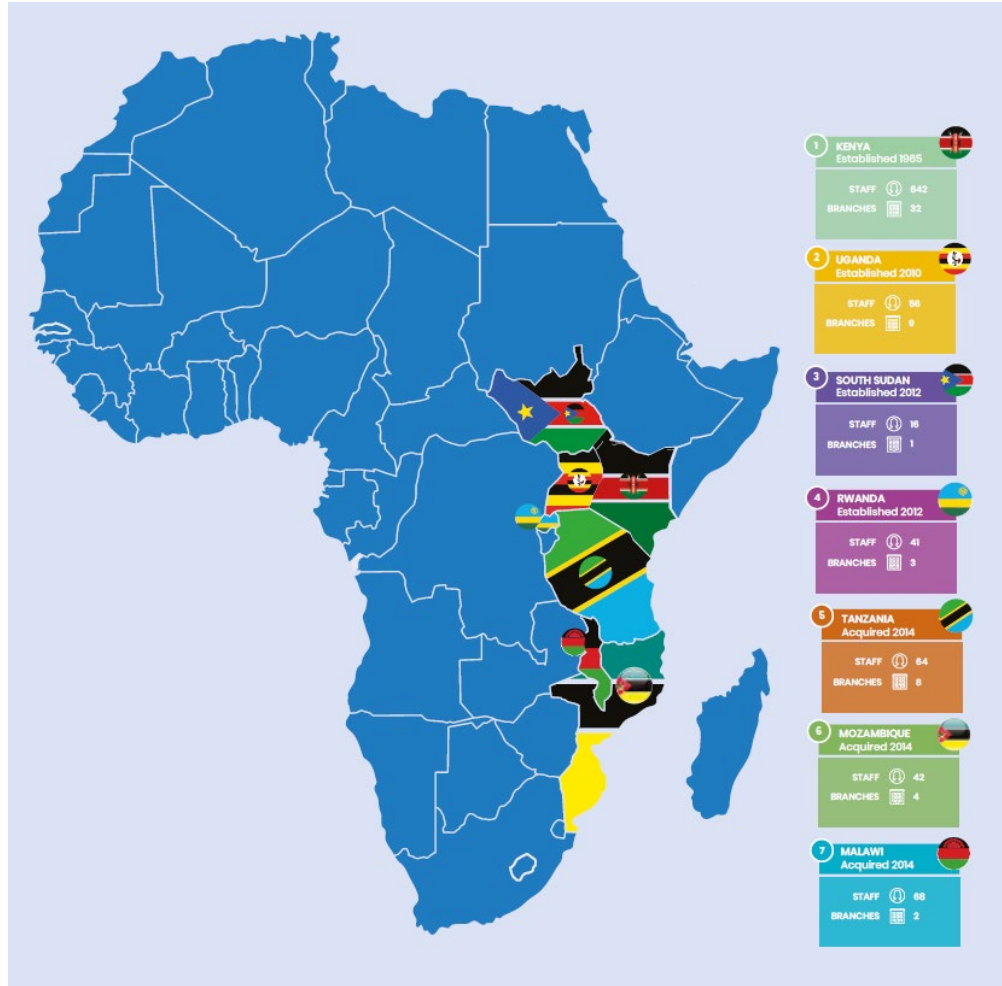 1
KENYA
Established 1965
STAFF 642
BRANCHES 32
2
UGANDA
Established 2010
STAFF 56
BRANCHES 9
3
SOUTH SUDAN
Established 2012
STAFF 16
BRANCHES 1
4
RWANDA
Established 2012
STAFF 41
BRANCHES 3
5
TANZANIA
Acquired 2014
STAFF 64
BRANCHES 8
6
MOZAMBIQUE
Acquired 2014
STAFF 42
BRANCHES 4
7
MALAWI
Acquired 2014
STAFF 68
BRANCHES 2